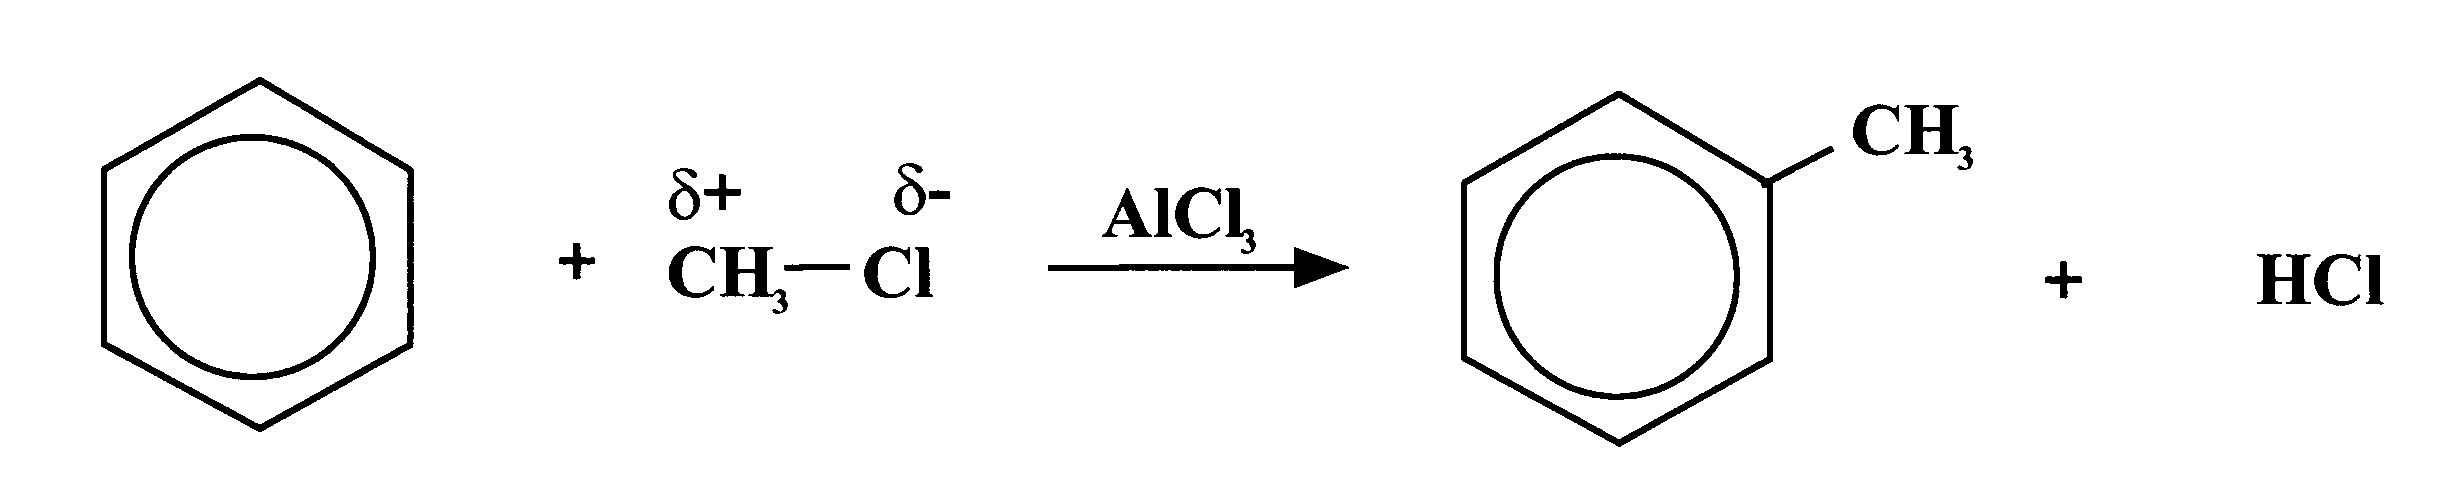 δ+ δ-
+ CH₃—Cl AlCl₃ CH₃ + HCl